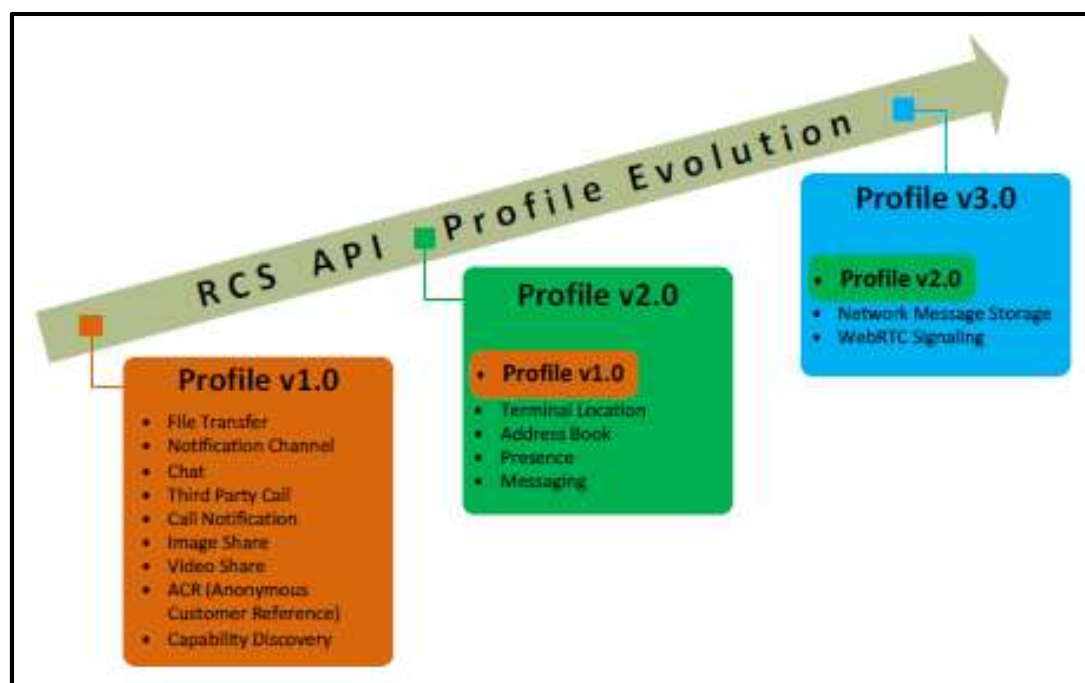 RCS API Profile Evolution
Profile v1.0
• File Transfer
• Notification Channel
• Chat
• Third Party Call
• Call Notification
• Image Share
• Video Share
• ACR (Anonymous
Customer Reference)
• Capability Discovery
Profile v2.0
• Profile v1.0
• Terminal Location
• Address Book
• Presence
• Messaging
Profile v3.0
• Profile v2.0
• Network Message Storage
• WebRTC Signaling